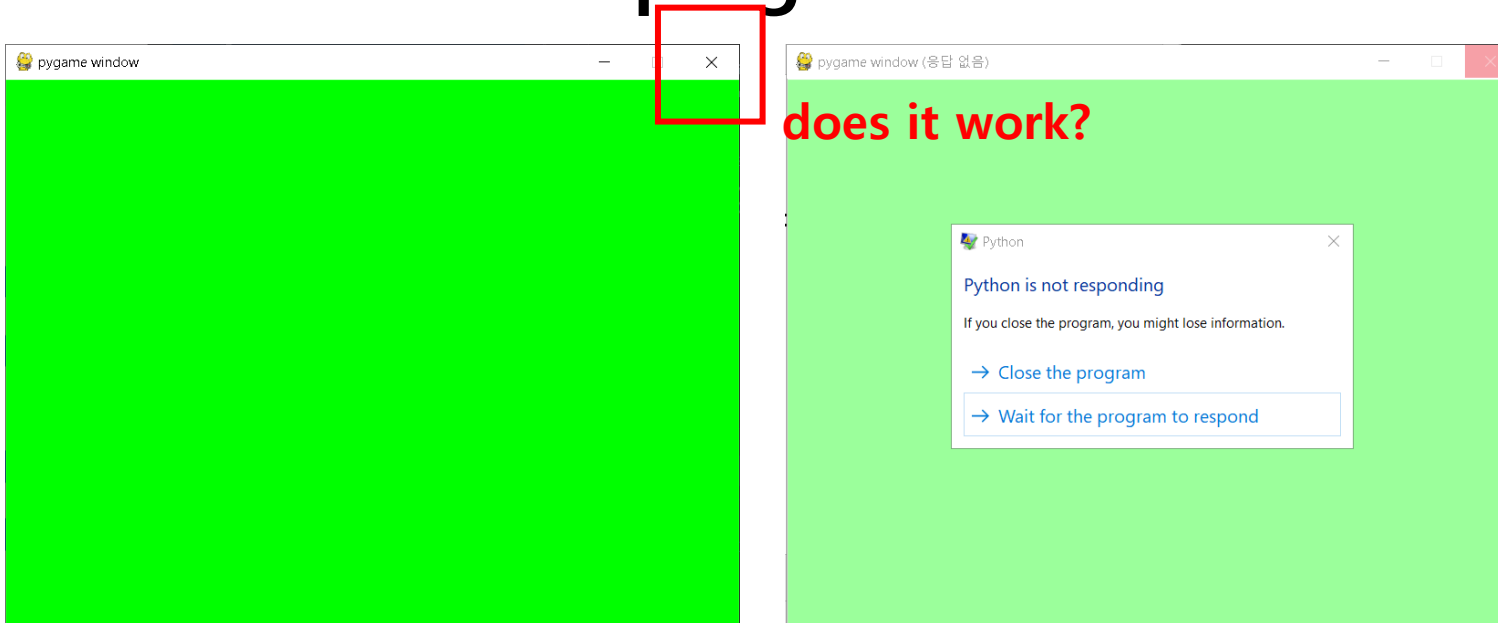 pygame window
pygame window (응답 없음)
does it work?
Python
Python is not responding
If you close the program, you might lose information.
→ Close the program
→ Wait for the program to respond